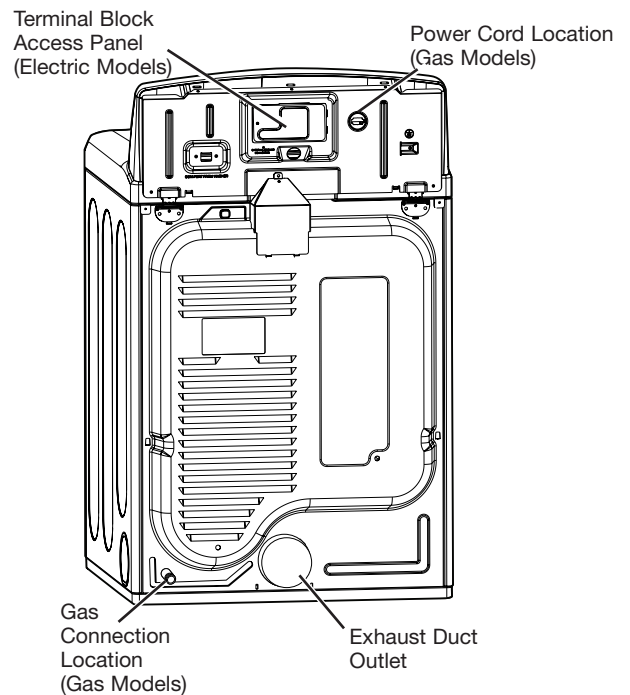 Terminal Block
Access Panel
(Electric Models)
Power Cord Location
(Gas Models)
Gas
Connection
Location
(Gas Models)
Exhaust Duct
Outlet